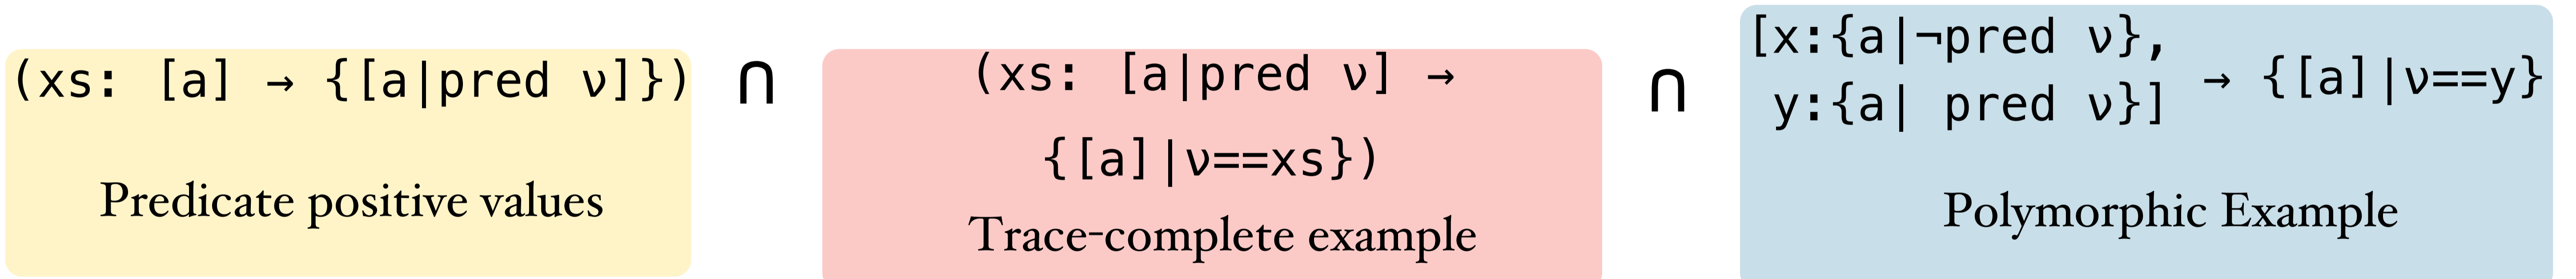 (xs: [a] → {[a|pred ν]})
Predicate positive values
∩
(xs: [a|pred ν] →
{[a]|ν==xs})
Trace-complete example
∩
[x:{a|¬pred ν},
y:{a| pred ν}]
→ {[a]|ν==y}
Polymorphic Example